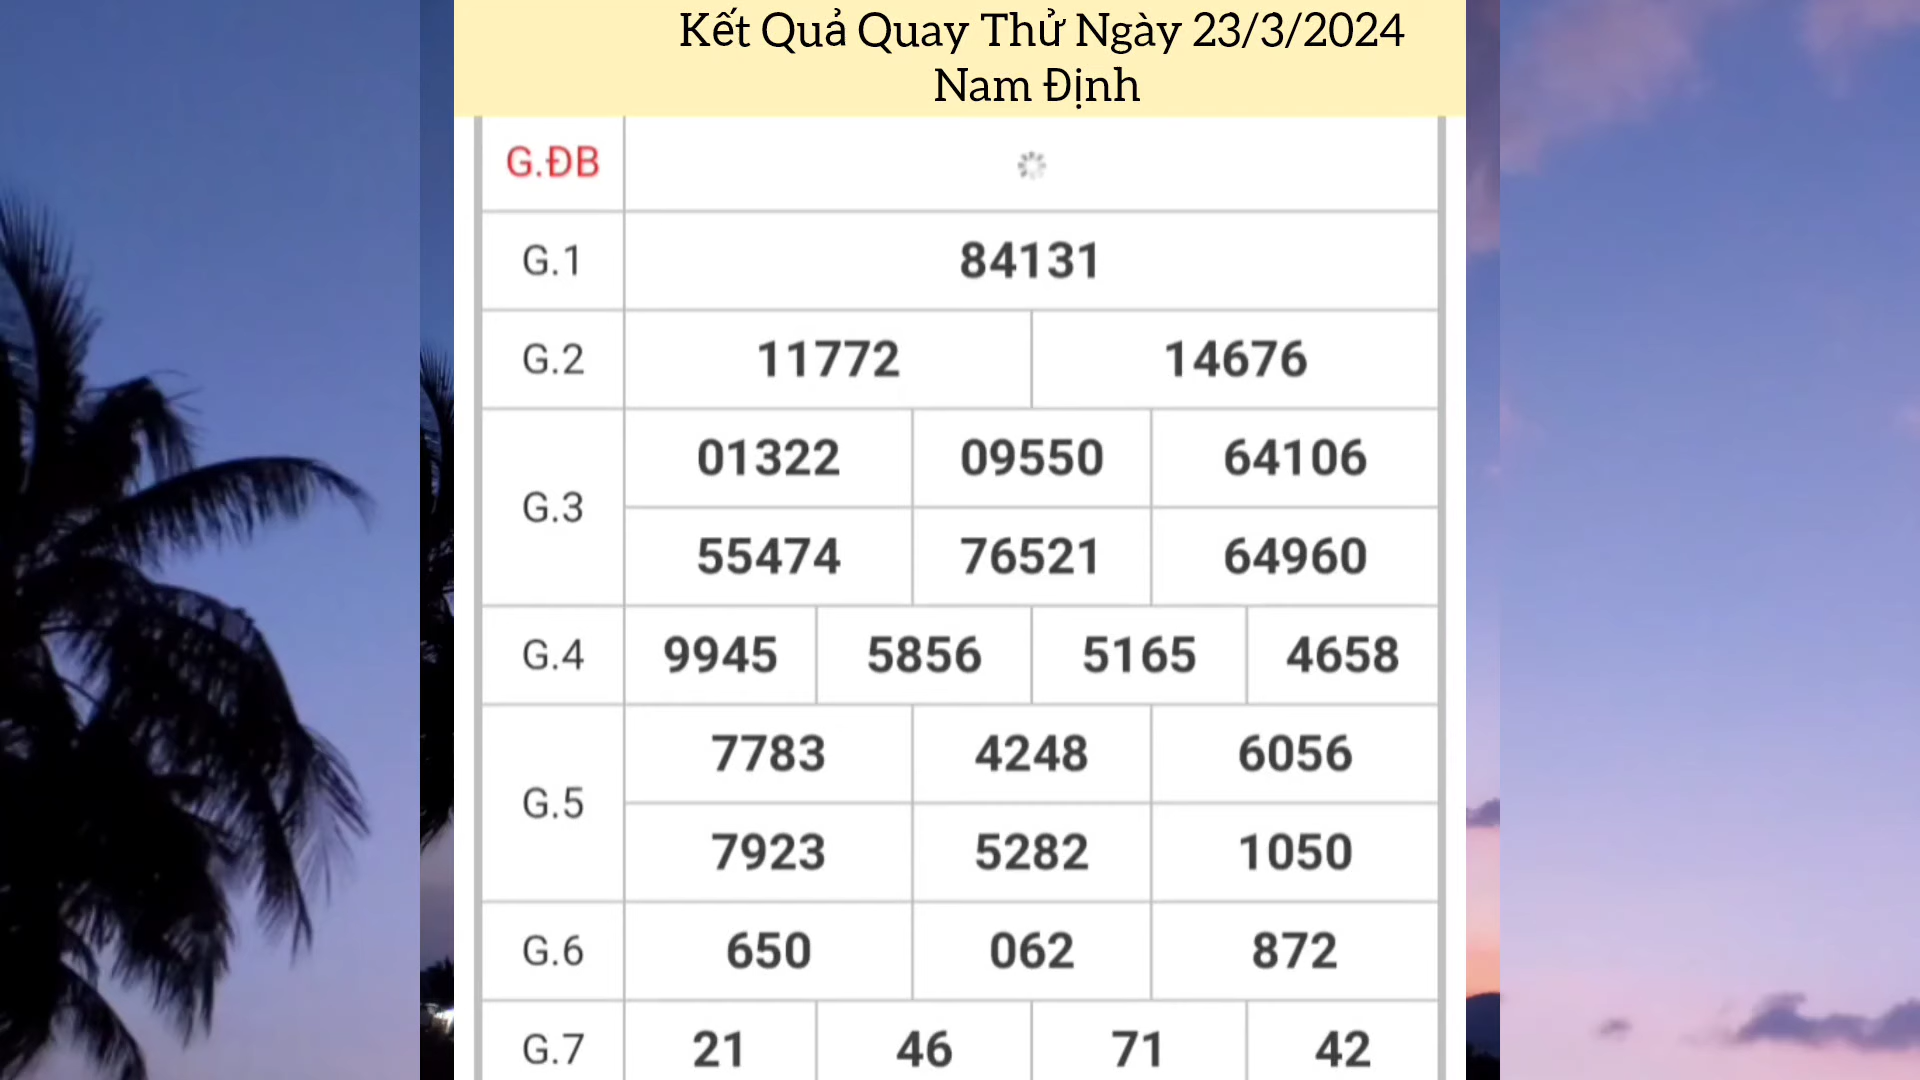 Kết Quả Quay Thử Ngày 23/3/2024
Nam Định
G.ĐB
G.1 84131
G.2 11772 14676
G.3 01322 09550 64106
55474 76521 64960
G.4 9945 5856 5165 4658
G.5 7783 4248 6056
7923 5282 1050
G.6 650 062 872
G.7 21 46 71 42